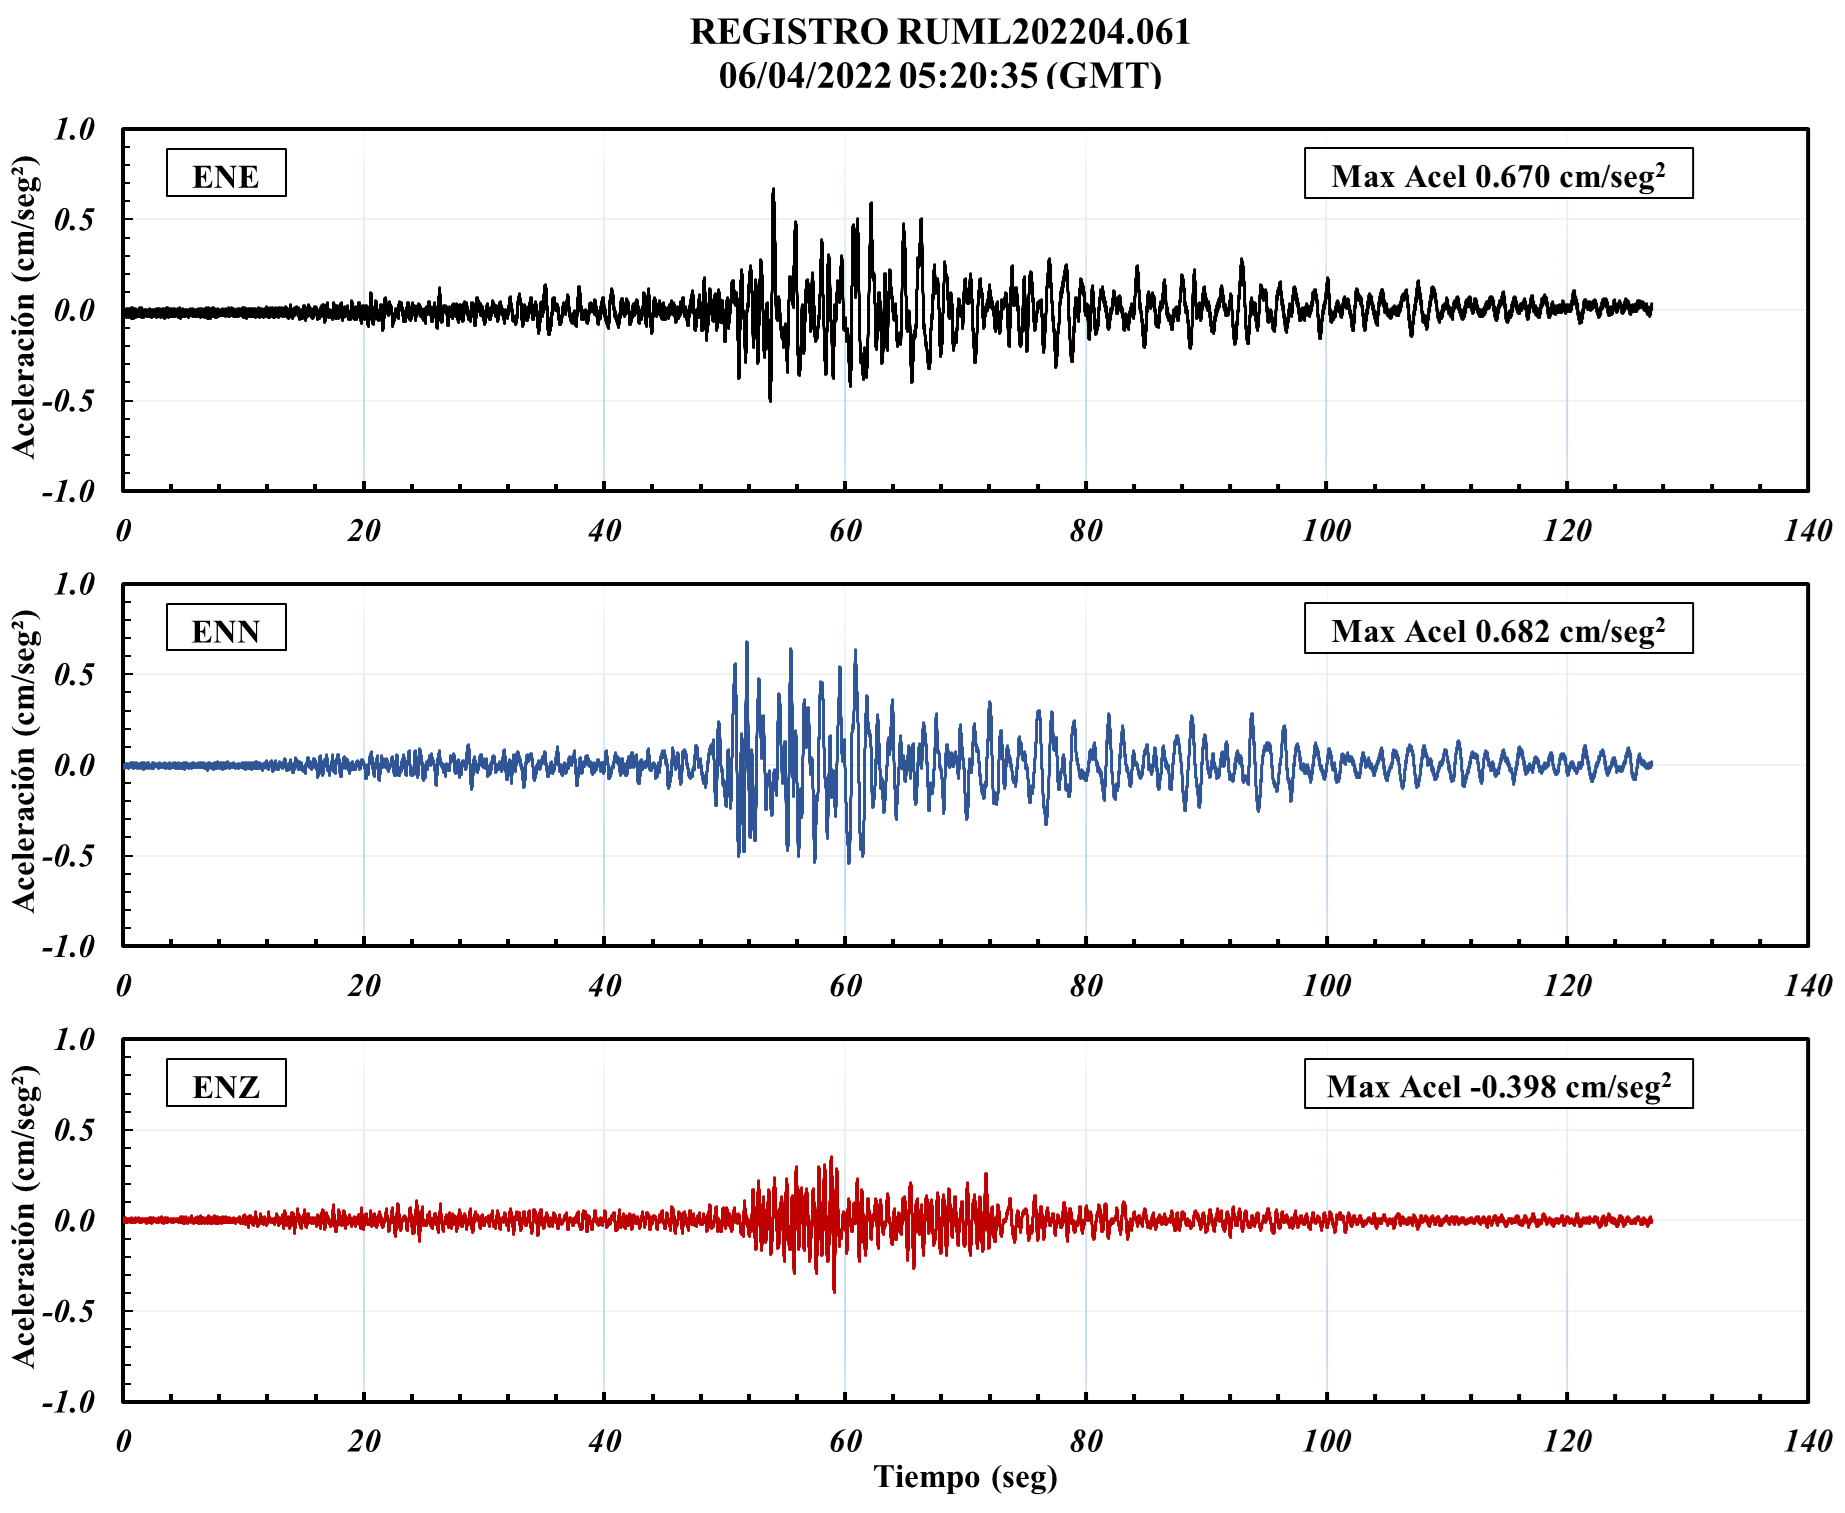 REGISTRO RUML202204.061
06/04/2022 05:20:35 (GMT)
Aceleración (cm/seg²)
1.0
0.5
0.0
-0.5
-1.0
ENE
Max Acel 0.670 cm/seg²
0 20 40 60 80 100 120 140
Aceleración (cm/seg²)
1.0
0.5
0.0
-0.5
-1.0
ENN
Max Acel 0.682 cm/seg²
0 20 40 60 80 100 120 140
Aceleración (cm/seg²)
1.0
0.5
0.0
-0.5
-1.0
ENZ
Max Acel -0.398 cm/seg²
0 20 40 60 80 100 120 140
Tiempo (seg)